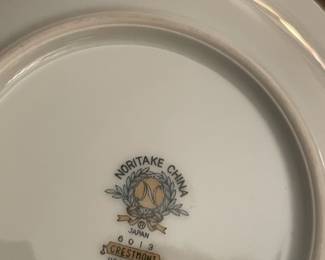 NORITAKE CHINA
N
®
JAPAN
6013
CRESTMONT